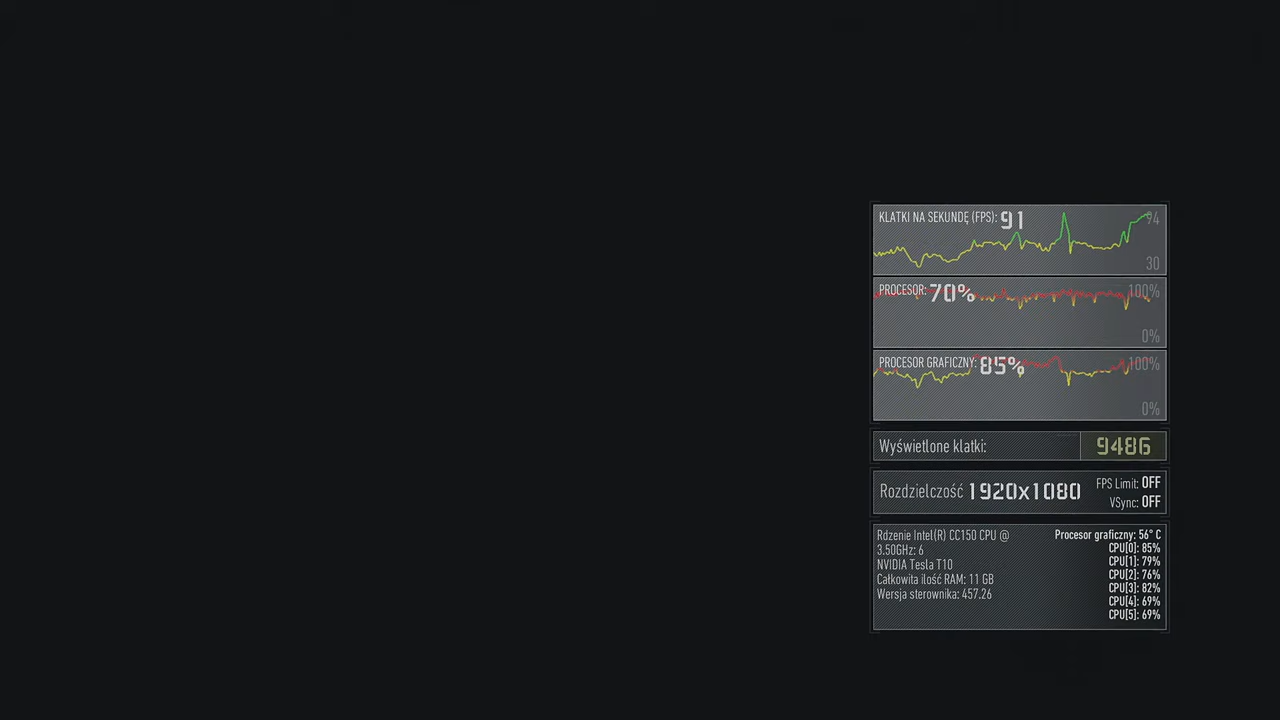 KLATKI NA SEKUNDĘ (FPS): 91
94
30
PROCESOR: 70%
100%
0%
PROCESOR GRAFICZNY: 85%
100%
0%
Wyświetlone klatki: 9486
Rozdzielczość 1920x1080
FPS Limit: OFF
VSync: OFF
Rdzenie Intel(R) CC150 CPU @
3.50GHz: 6
NVIDIA Tesla T10
Całkowita ilość RAM: 11 GB
Wersja sterownika: 457.26
Procesor graficzny: 56° C
CPU[0]: 85%
CPU[1]: 79%
CPU[2]: 76%
CPU[3]: 82%
CPU[4]: 69%
CPU[5]: 69%